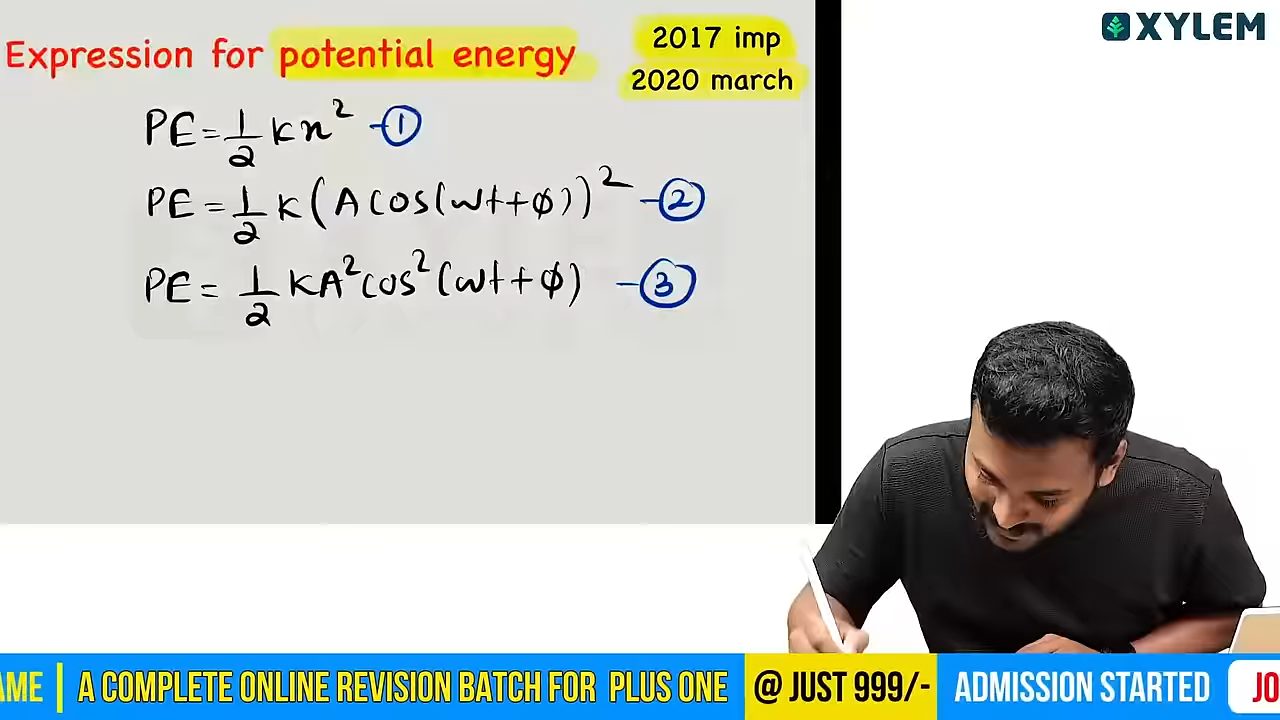 Expression for potential energy
2017 imp
2020 march
XYLEM
PE = 1/2 kx² -①
PE = 1/2 k(A cos(ωt+φ))² -②
PE = 1/2 kA²cos²(ωt+φ) -③
AME | A COMPLETE ONLINE REVISION BATCH FOR PLUS ONE @ JUST 999/- ADMISSION STARTED JO